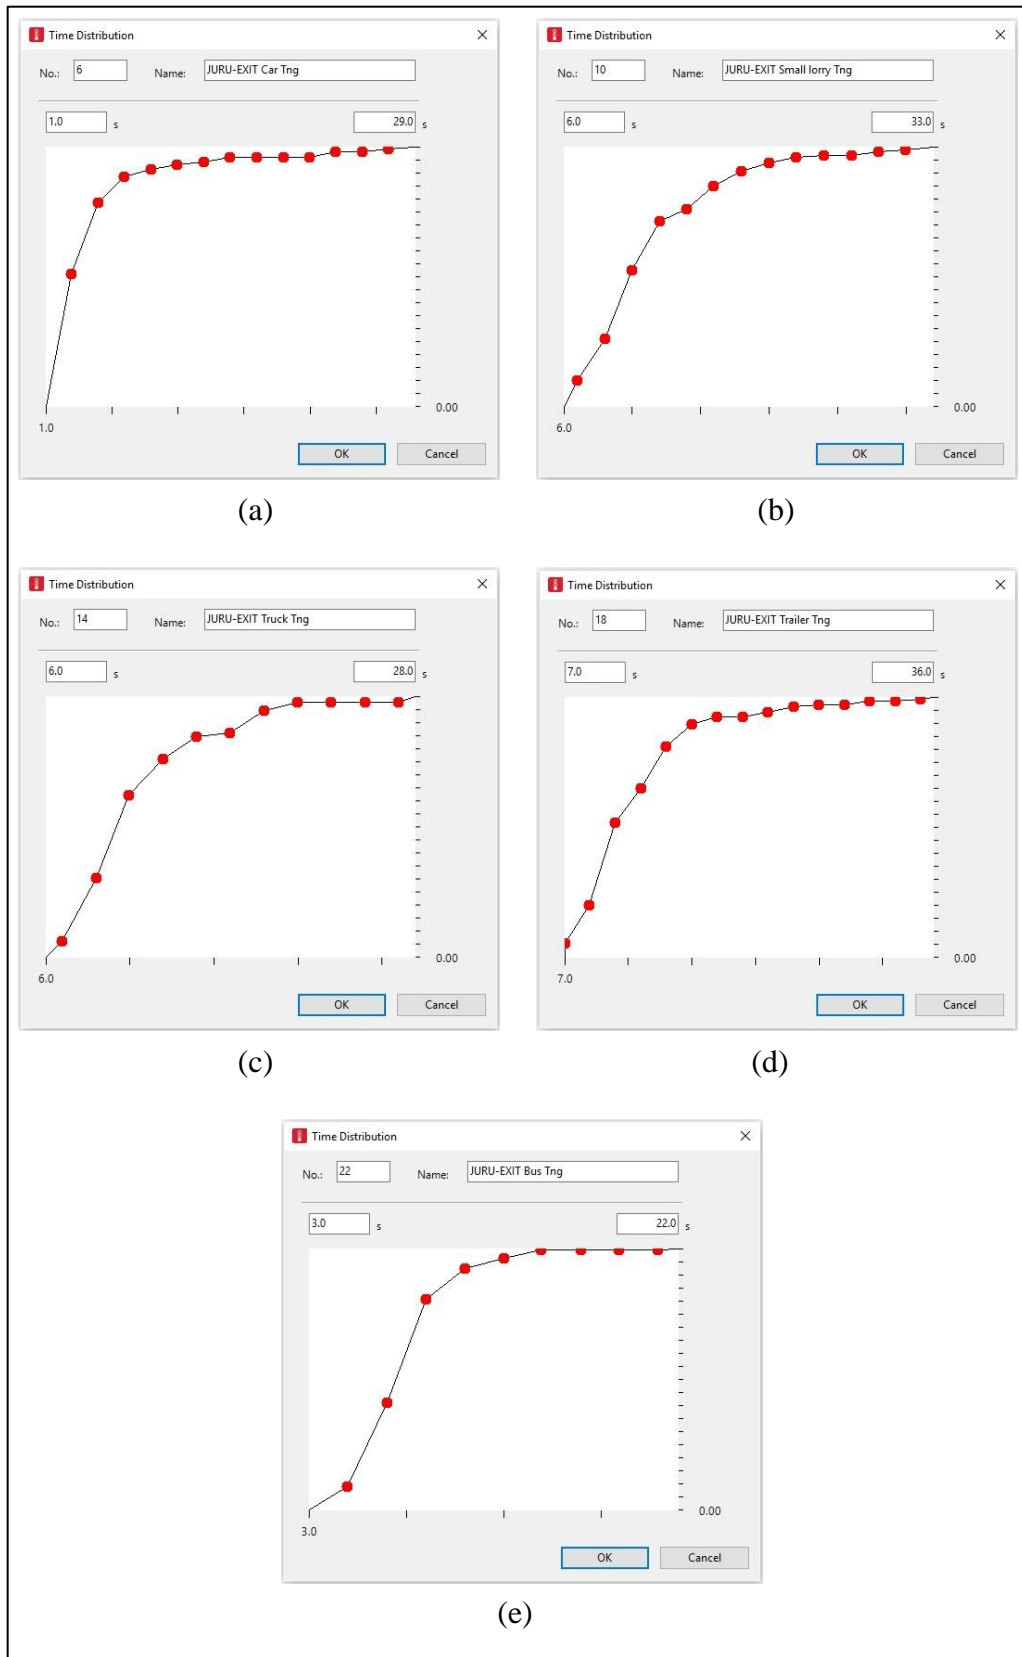 Time Distribution
No.: 6 Name: JURU-EXIT Car Tng
1.0 s 29.0 s
0.00
1.0
OK Cancel
(a)
Time Distribution
No.: 10 Name: JURU-EXIT Small lorry Tng
6.0 s 33.0 s
0.00
6.0
OK Cancel
(b)
Time Distribution
No.: 14 Name: JURU-EXIT Truck Tng
6.0 s 28.0 s
0.00
6.0
OK Cancel
(c)
Time Distribution
No.: 18 Name: JURU-EXIT Trailer Tng
7.0 s 36.0 s
0.00
7.0
OK Cancel
(d)
Time Distribution
No.: 22 Name: JURU-EXIT Bus Tng
3.0 s 22.0 s
0.00
3.0
OK Cancel
(e)